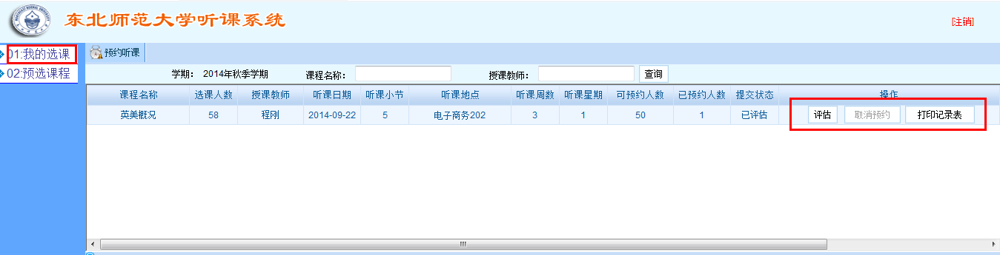 东北师范大学听课系统
[注销]
01:我的选课
02:预选课程
预约听课
学期： 2014年秋季学期 课程名称： 授课教师： 查询
课程名称 选课人数 授课教师 听课日期 听课小节 听课地点 听课周数 听课星期 可预约人数 已预约人数 提交状态 操作
英美概况 58 程刚 2014-09-22 5 电子商务202 3 1 50 1 已评估 评估 取消预约 打印记录表